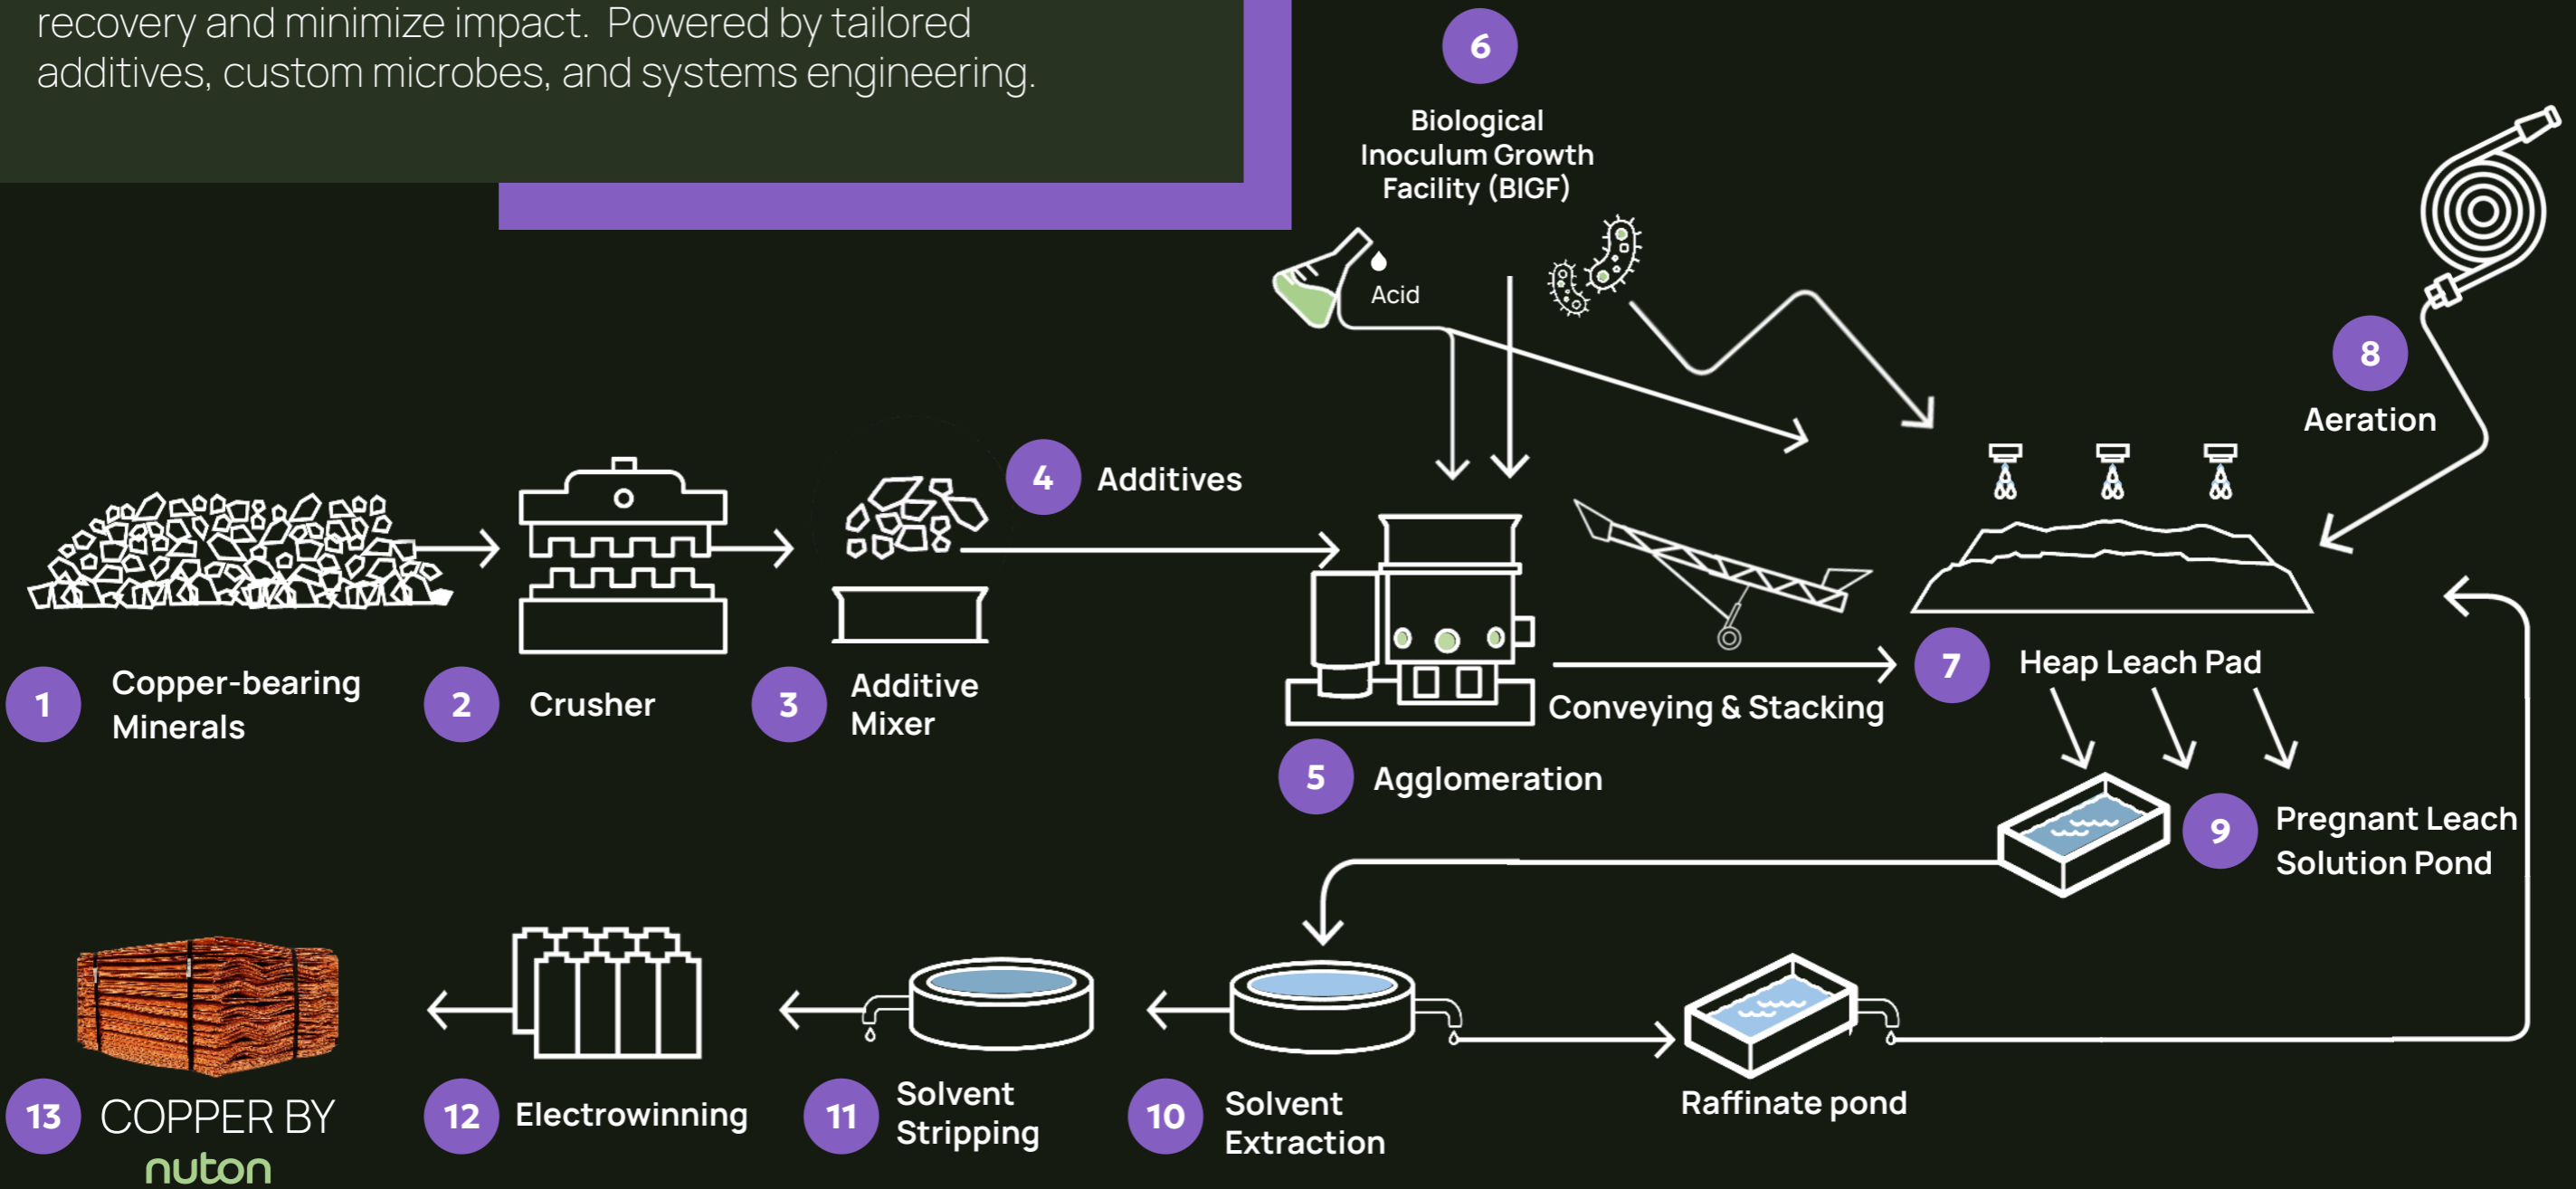 recovery and minimize impact. Powered by tailored
additives, custom microbes, and systems engineering.
6
Biological
Inoculum Growth
Facility (BIGF)
Acid
8
Aeration
4 Additives
1 Copper-bearing
Minerals
2 Crusher
3 Additive
Mixer
5 Agglomeration
Conveying & Stacking
7 Heap Leach Pad
9 Pregnant Leach
Solution Pond
13 COPPER BY
nuton
12 Electrowinning
11 Solvent
Stripping
10 Solvent
Extraction
Raffinate pond